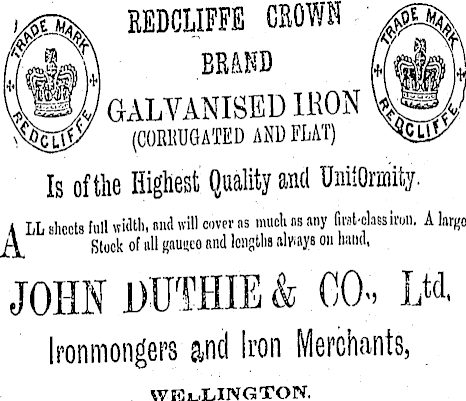 REDCLIFFE CROWN
BRAND
GALVANISED IRON
(CORRUGATED AND FLAT)
TRADE MARK
REDCLIFFE
TRADE MARK
REDCLIFFE
Is of the Highest Quality and UnifOrmity.
ALL sheets full width, and will cover as much as any first-class iron. A large
Stock of all gauges and lengths always on hand,
JOHN DUTHIE & CO., Ltd.
Ironmongers and Iron Merchants,
WELLINGTON.